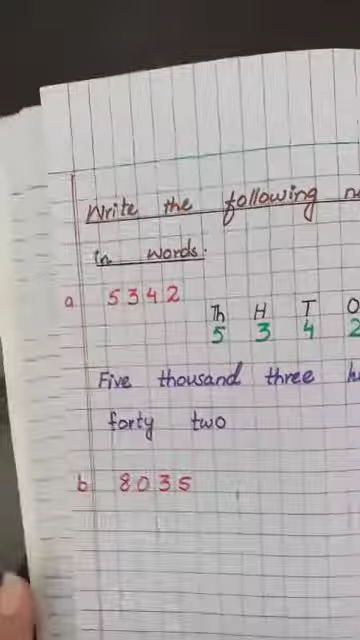 Write the following
in words.
a 5342
Th H T O
5 3 4 2
Five thousand three
forty two
b 8035